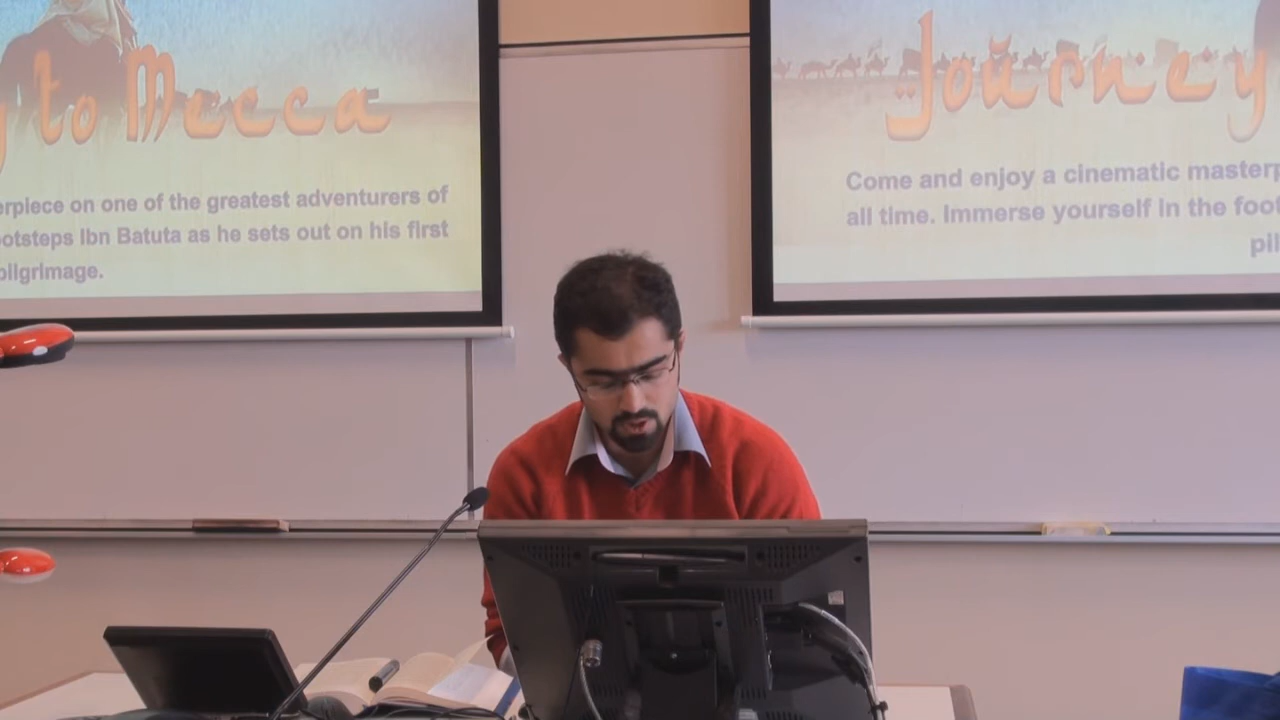 to Mecca
erpiece on one of the greatest adventurers of
ootsteps Ibn Batuta as he sets out on his first
pilgrimage.
Journey
Come and enjoy a cinematic masterp
all time. Immerse yourself in the foot
pil